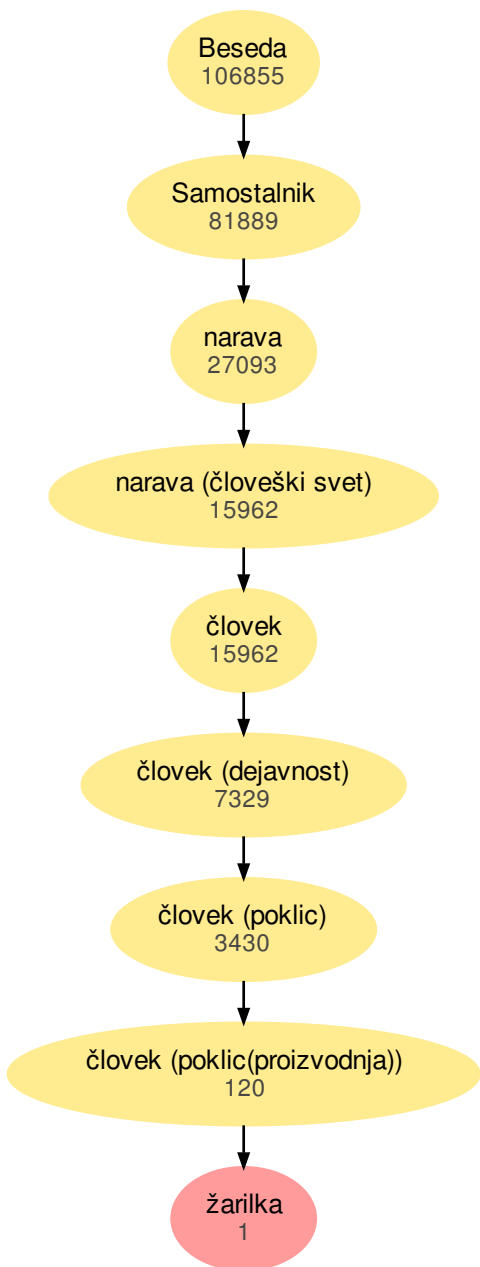 Beseda
106855
Samostalnik
81889
narava
27093
narava (človeški svet)
15962
človek
15962
človek (dejavnost)
7329
človek (poklic)
3430
človek (poklic(proizvodnja))
120
žarilka
1